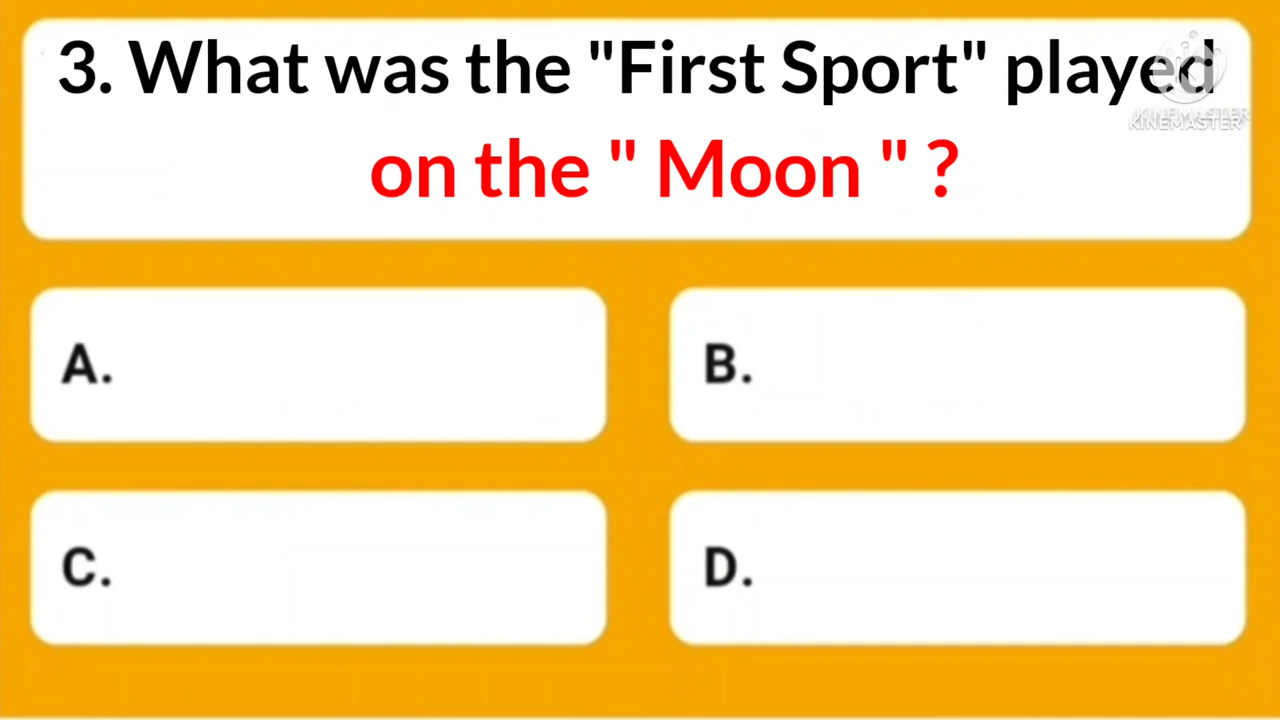 3. What was the "First Sport" played
on the " Moon " ?
KINEMASTER
A.
B.
C.
D.